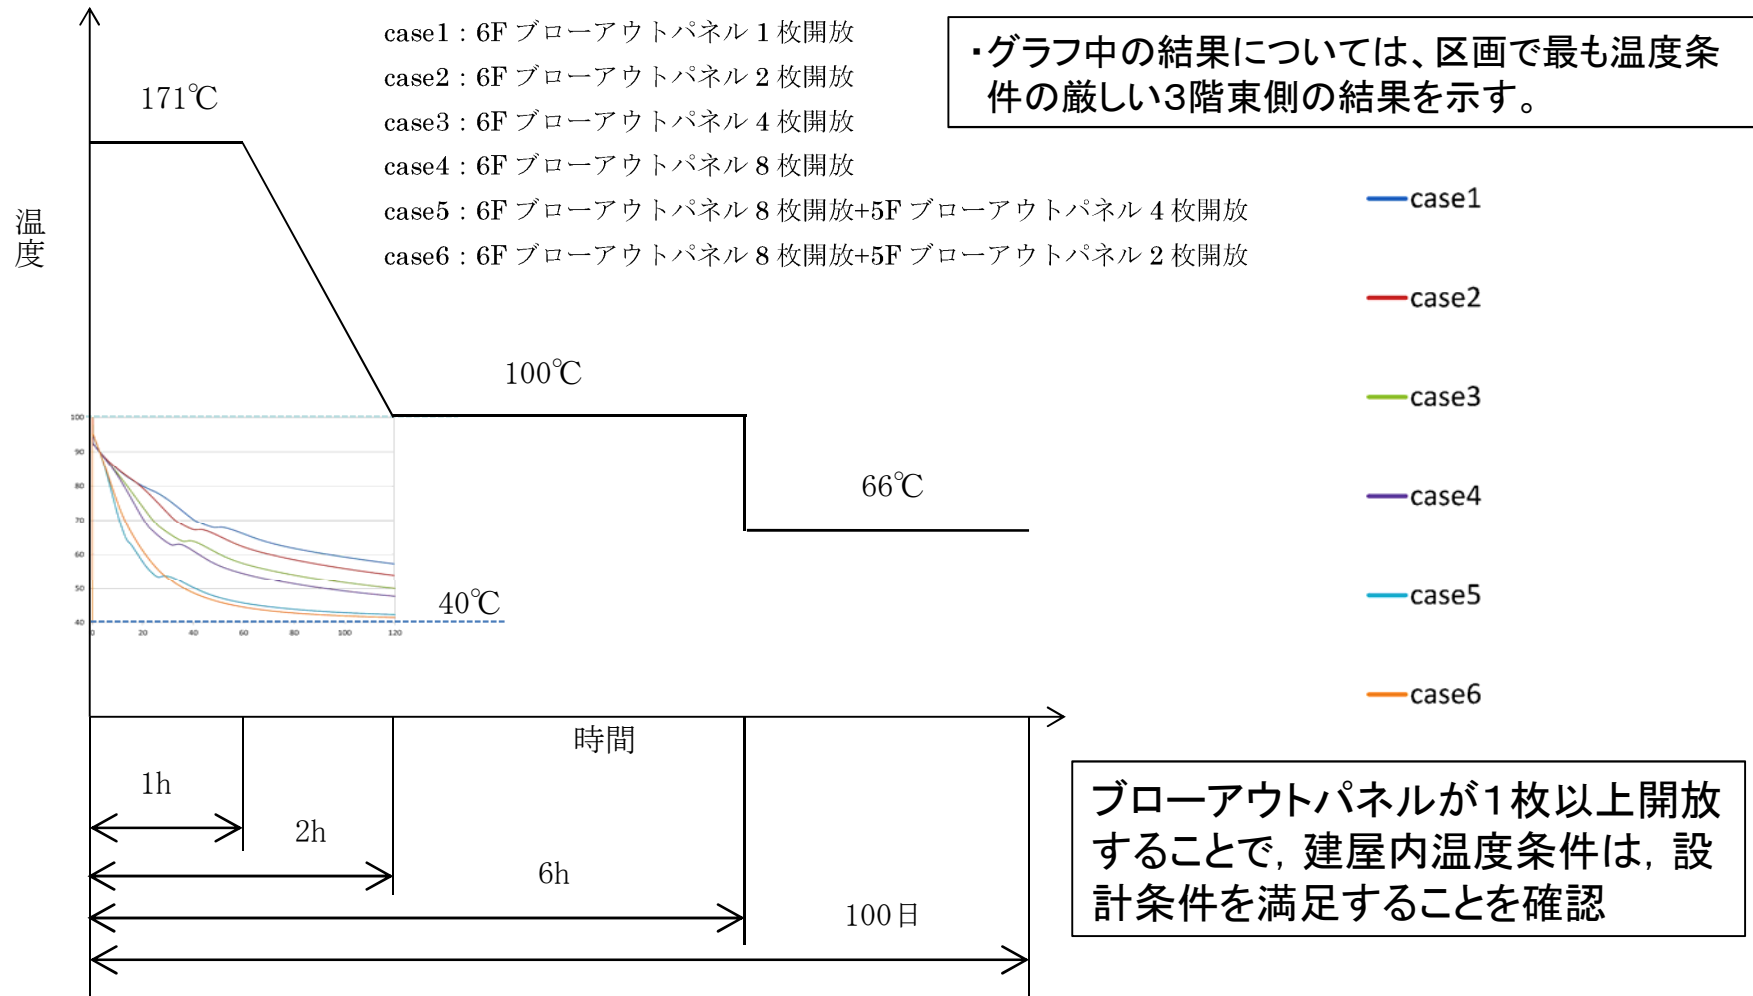 case1：6F ブローアウトパネル 1 枚開放
case2：6F ブローアウトパネル 2 枚開放
case3：6F ブローアウトパネル 4 枚開放
case4：6F ブローアウトパネル 8 枚開放
case5：6F ブローアウトパネル 8 枚開放+5F ブローアウトパネル 4 枚開放
case6：6F ブローアウトパネル 8 枚開放+5F ブローアウトパネル 2 枚開放
・グラフ中の結果については、区画で最も温度条
件の厳しい３階東側の結果を示す。
温度
171℃
100℃
66℃
40℃
100
90
80
70
60
50
40
0 20 40 60 80 100 120
case1
case2
case3
case4
case5
case6
時間
1h
2h
6h
100日
ブローアウトパネルが１枚以上開放
することで，建屋内温度条件は，設
計条件を満足することを確認